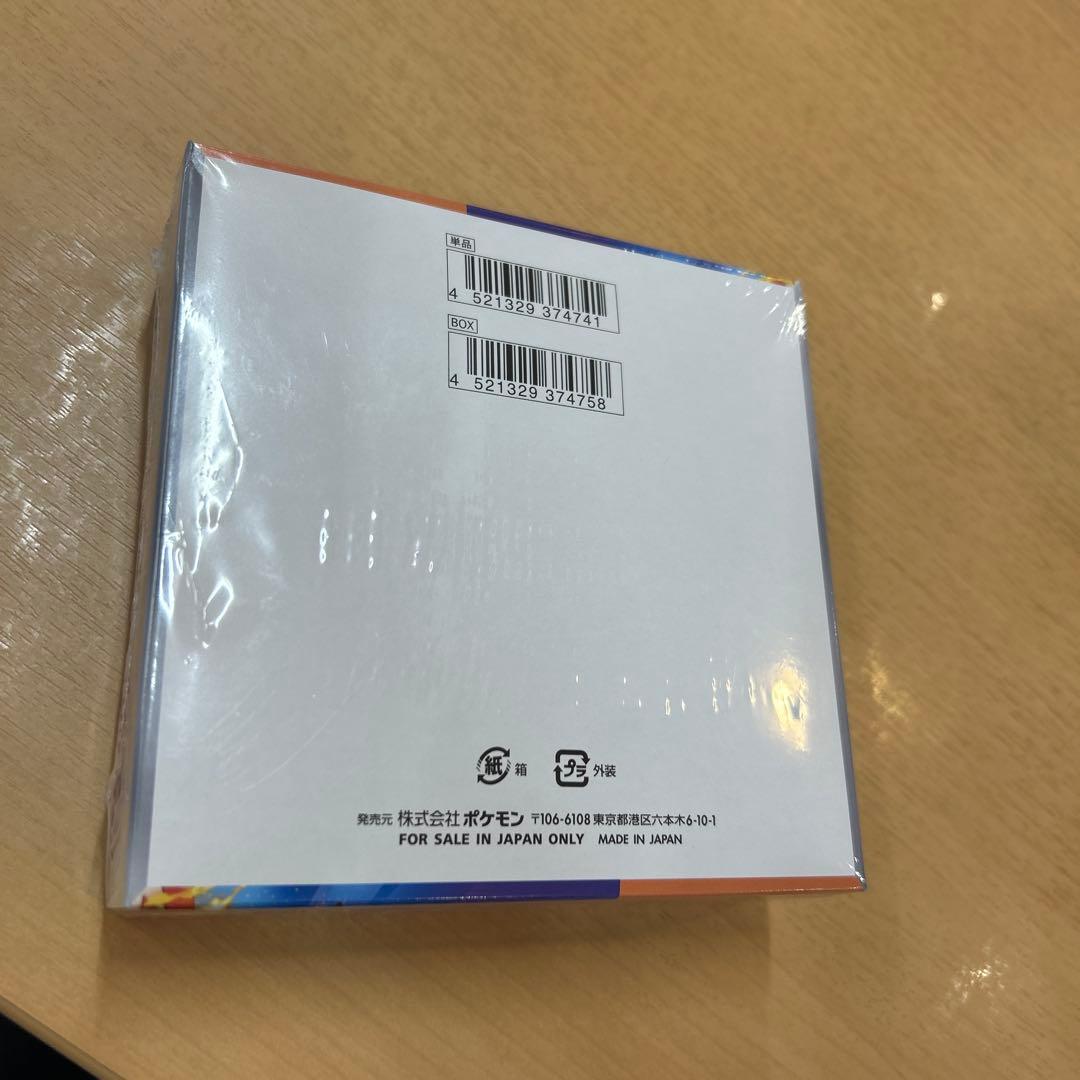 単品
4 521329 374741
BOX
4 521329 374758
紙 箱 プラ 外装
発売元 株式会社 ポケモン 〒106-6108 東京都港区六本木6-10-1
FOR SALE IN JAPAN ONLY MADE IN JAPAN